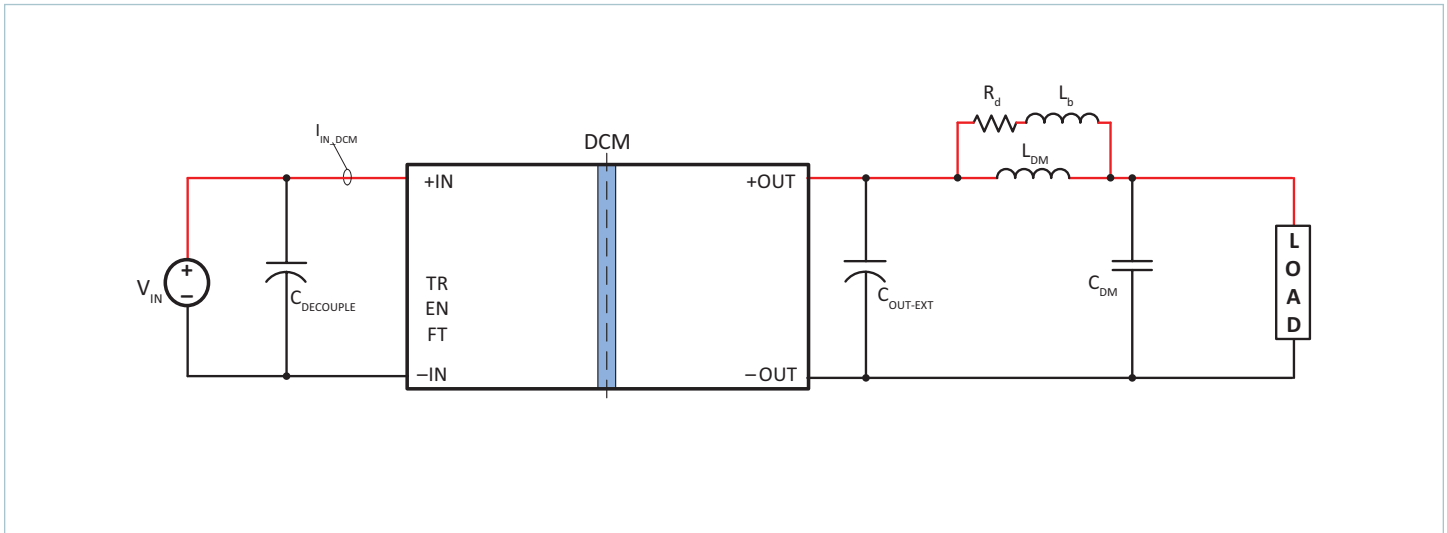 R_d
L_b
I_IN_DCM
DCM
L_DM
+IN
+OUT
+
−
V_IN
C_DECOUPLE
TR
EN
FT
C_OUT-EXT
C_DM
L
O
A
D
−IN
−OUT